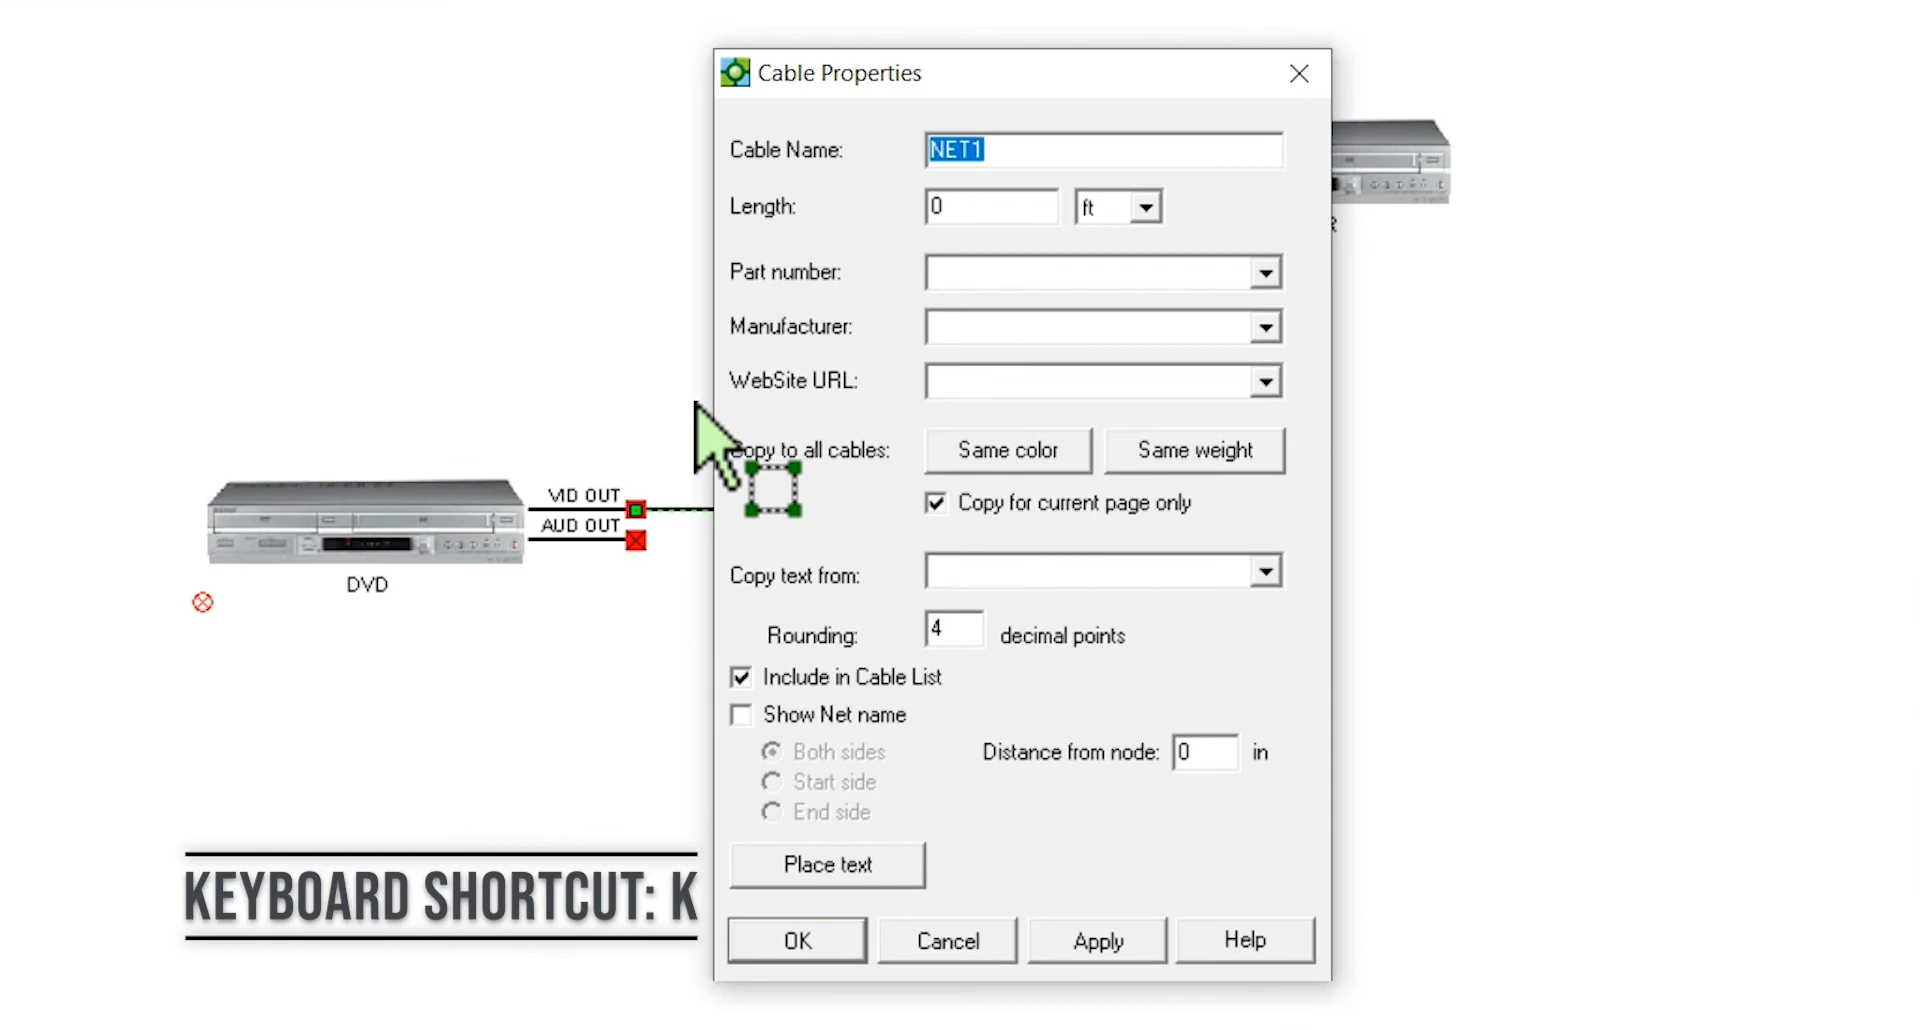 Cable Properties
Cable Name: NET1
Length: 0 ft
Part number:
Manufacturer:
WebSite URL:
Copy to all cables: Same color Same weight
Copy for current page only
VID OUT
AUD OUT
DVD
Copy text from:
Rounding: 4 decimal points
Include in Cable List
Show Net name
Both sides Distance from node: 0 in
Start side
End side
Place text
KEYBOARD SHORTCUT: K
OK Cancel Apply Help